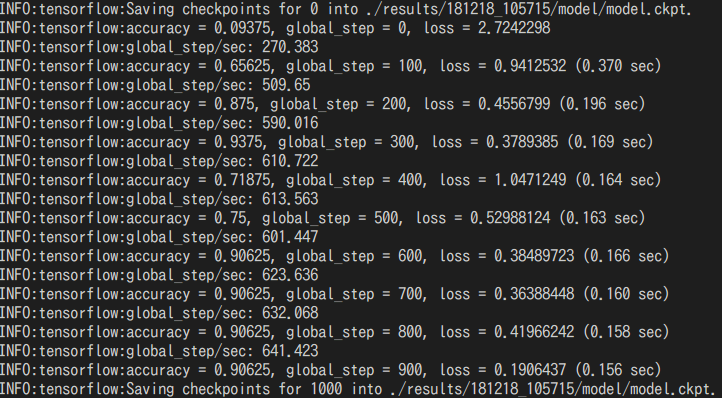 INFO:tensorflow:Saving checkpoints for 0 into ./results/181218_105715/model/model.ckpt.
INFO:tensorflow:accuracy = 0.09375, global_step = 0, loss = 2.7242298
INFO:tensorflow:global_step/sec: 270.383
INFO:tensorflow:accuracy = 0.65625, global_step = 100, loss = 0.9412532 (0.370 sec)
INFO:tensorflow:global_step/sec: 509.65
INFO:tensorflow:accuracy = 0.875, global_step = 200, loss = 0.4556799 (0.196 sec)
INFO:tensorflow:global_step/sec: 590.016
INFO:tensorflow:accuracy = 0.9375, global_step = 300, loss = 0.3789385 (0.169 sec)
INFO:tensorflow:global_step/sec: 610.722
INFO:tensorflow:accuracy = 0.71875, global_step = 400, loss = 1.0471249 (0.164 sec)
INFO:tensorflow:global_step/sec: 613.563
INFO:tensorflow:accuracy = 0.75, global_step = 500, loss = 0.52988124 (0.163 sec)
INFO:tensorflow:global_step/sec: 601.447
INFO:tensorflow:accuracy = 0.90625, global_step = 600, loss = 0.38489723 (0.166 sec)
INFO:tensorflow:global_step/sec: 623.636
INFO:tensorflow:accuracy = 0.90625, global_step = 700, loss = 0.36388448 (0.160 sec)
INFO:tensorflow:global_step/sec: 632.068
INFO:tensorflow:accuracy = 0.90625, global_step = 800, loss = 0.41966242 (0.158 sec)
INFO:tensorflow:global_step/sec: 641.423
INFO:tensorflow:accuracy = 0.90625, global_step = 900, loss = 0.1906437 (0.156 sec)
INFO:tensorflow:Saving checkpoints for 1000 into ./results/181218_105715/model/model.ckpt.